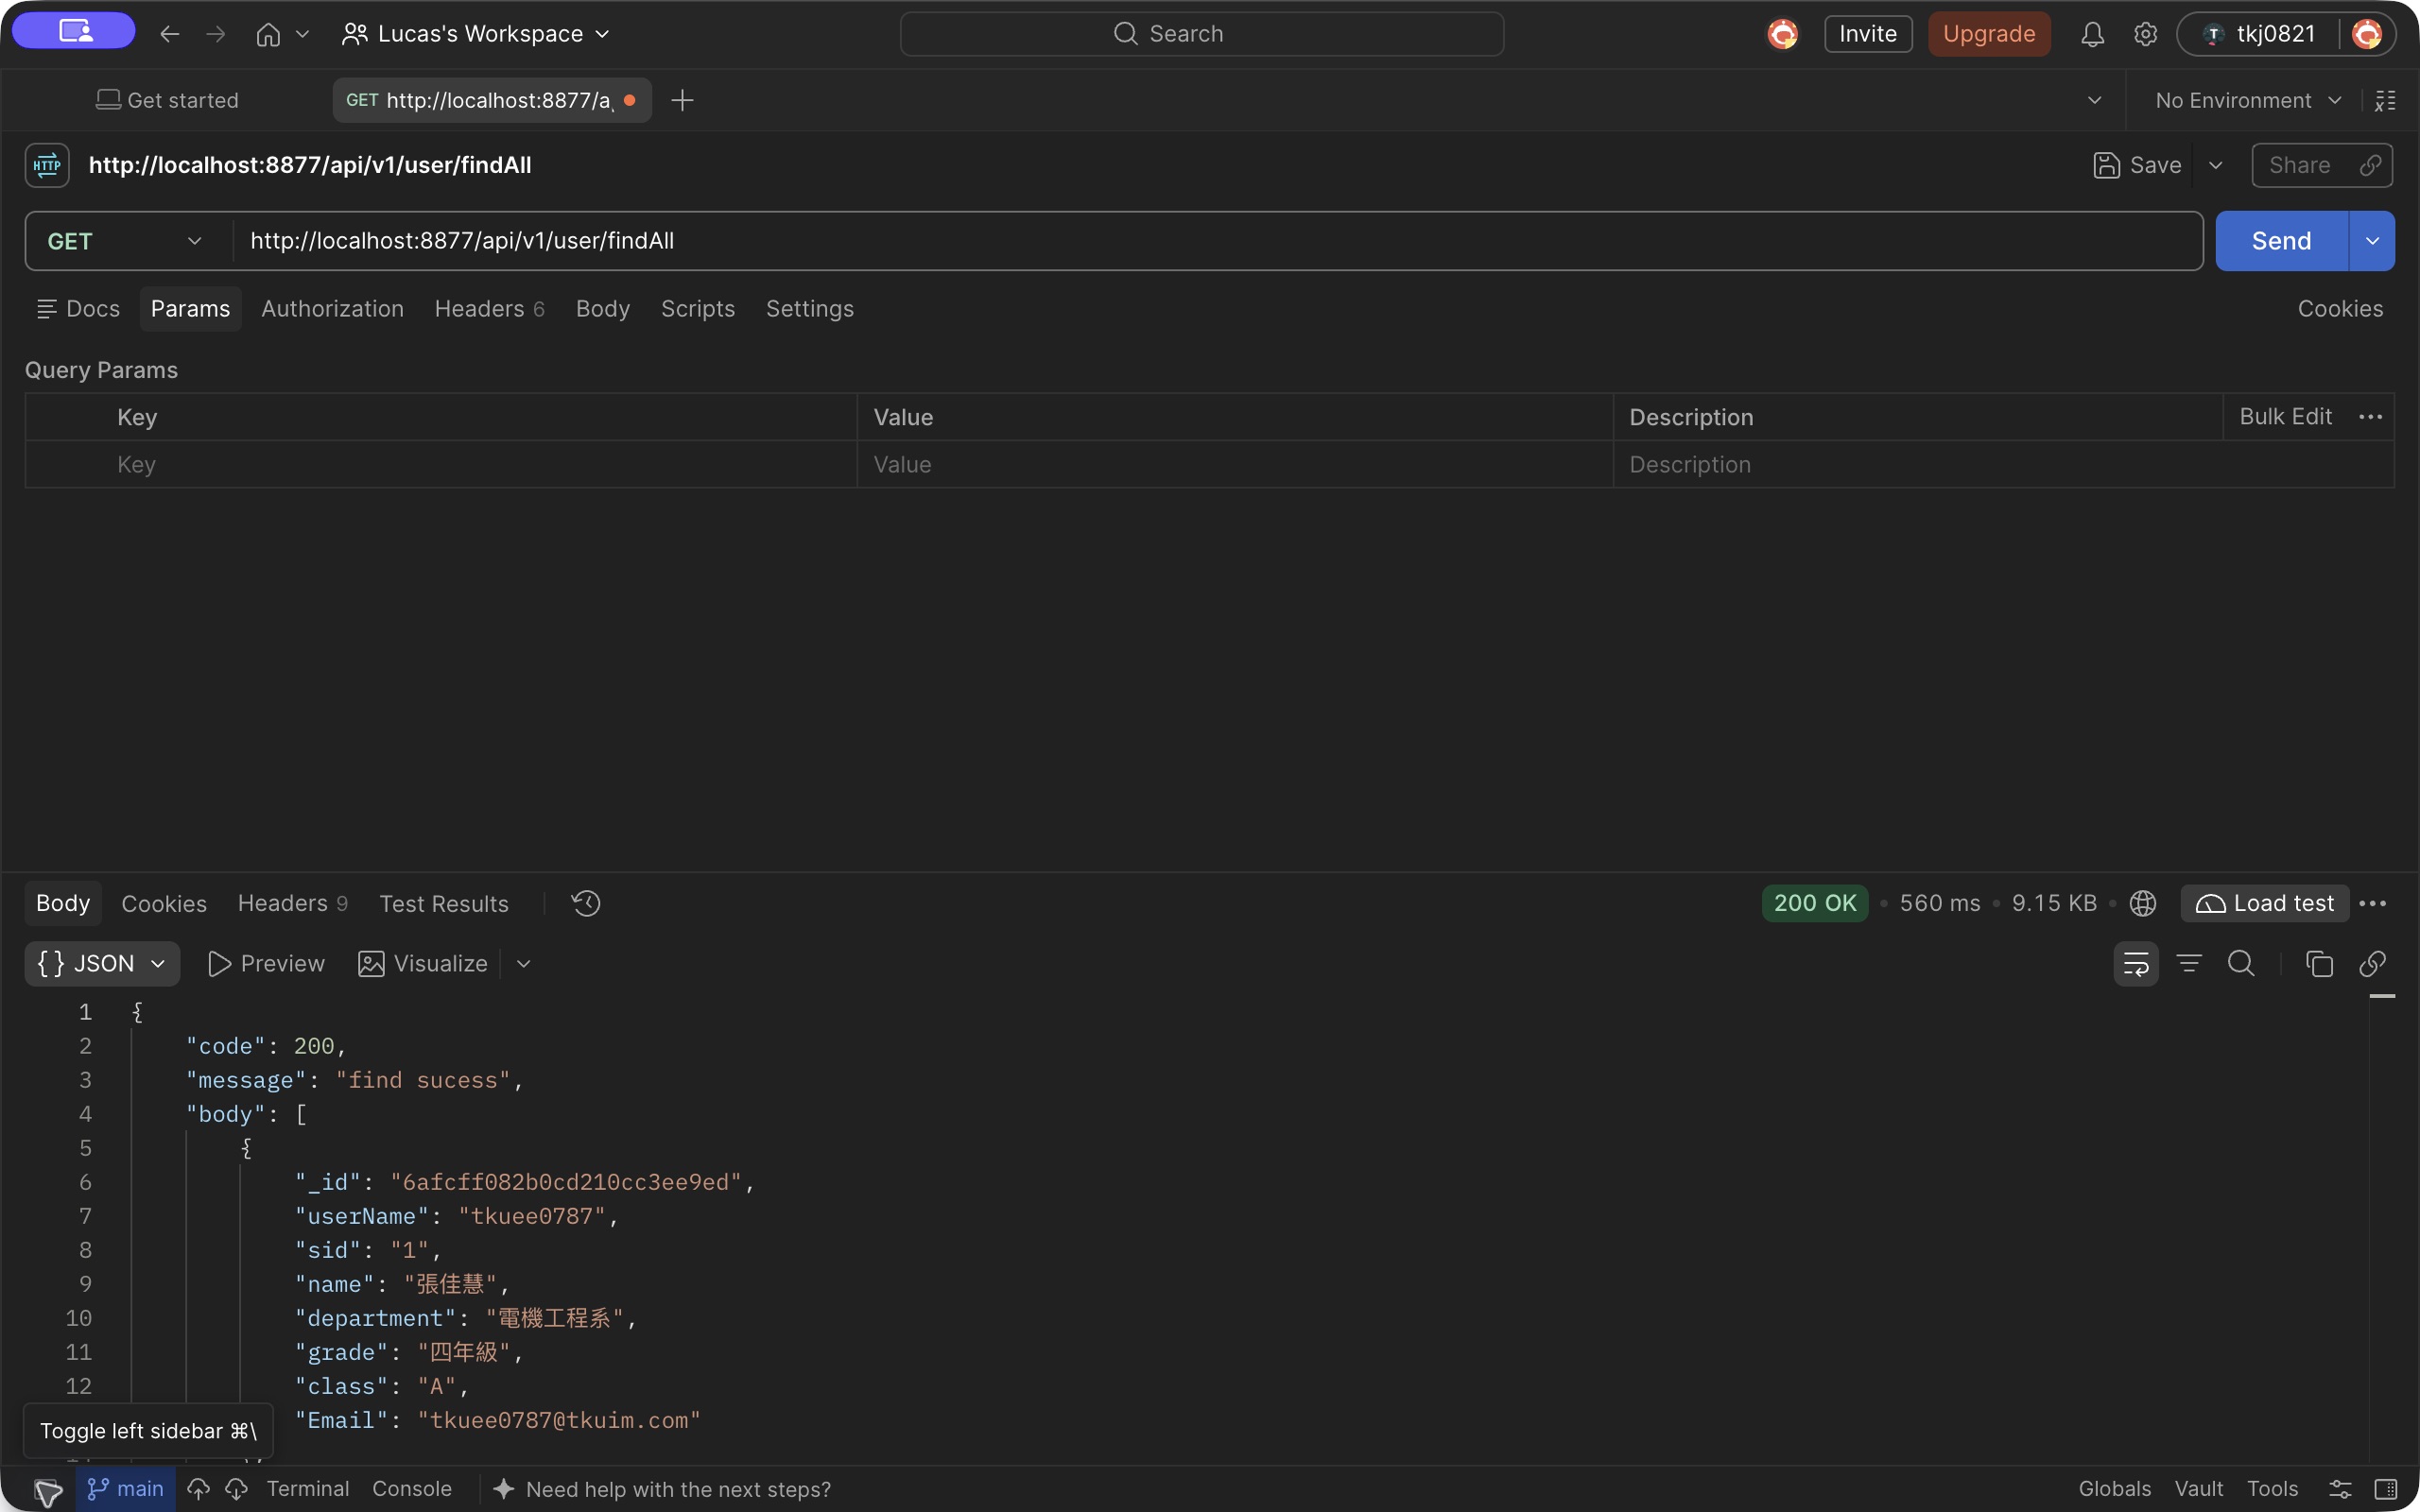 Lucas's Workspace
Search
Invite
Upgrade
T
tkj0821
Get started
GET http://localhost:8877/a
No Environment
HTTP
http://localhost:8877/api/v1/user/findAll
Save
Share
GET
http://localhost:8877/api/v1/user/findAll
Send
Docs
Params
Authorization
Headers 6
Body
Scripts
Settings
Cookies
Query Params
Key
Value
Description
Bulk Edit
Key
Value
Description
Body
Cookies
Headers 9
Test Results
200 OK
560 ms
9.15 KB
Load test
{} JSON
Preview
Visualize
1 {
2 "code": 200,
3 "message": "find sucess",
4 "body": [
5 {
6 "_id": "6afcff082b0cd210cc3ee9ed",
7 "userName": "tkuee0787",
8 "sid": "1",
9 "name": "張佳慧",
10 "department": "電機工程系",
11 "grade": "四年級",
12 "class": "A",
"Email": "tkuee0787@tkuim.com"
Toggle left sidebar ⌘\
main
Terminal
Console
Need help with the next steps?
Globals
Vault
Tools